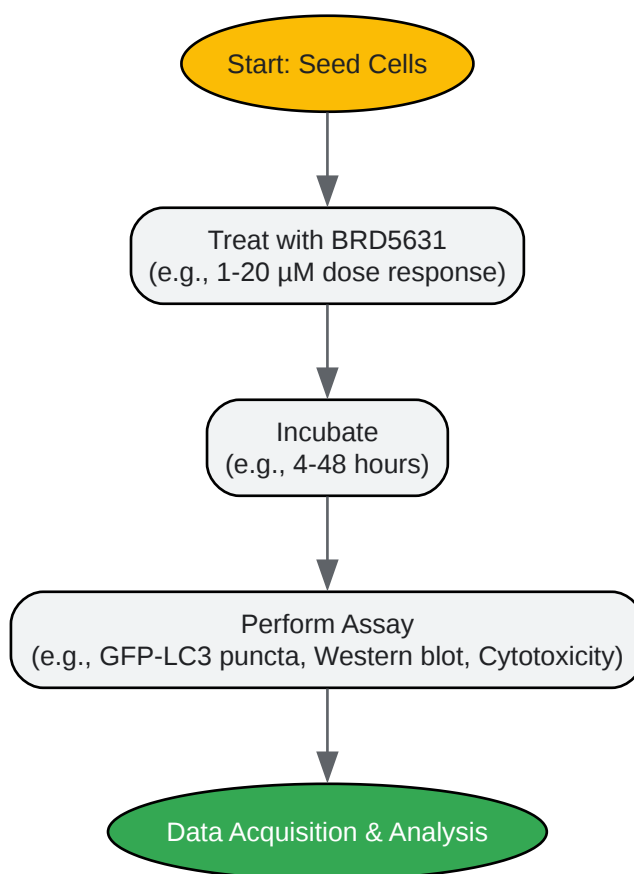 Start: Seed Cells
Treat with BRD5631
(e.g., 1-20 µM dose response)
Incubate
(e.g., 4-48 hours)
Perform Assay
(e.g., GFP-LC3 puncta, Western blot, Cytotoxicity)
Data Acquisition & Analysis